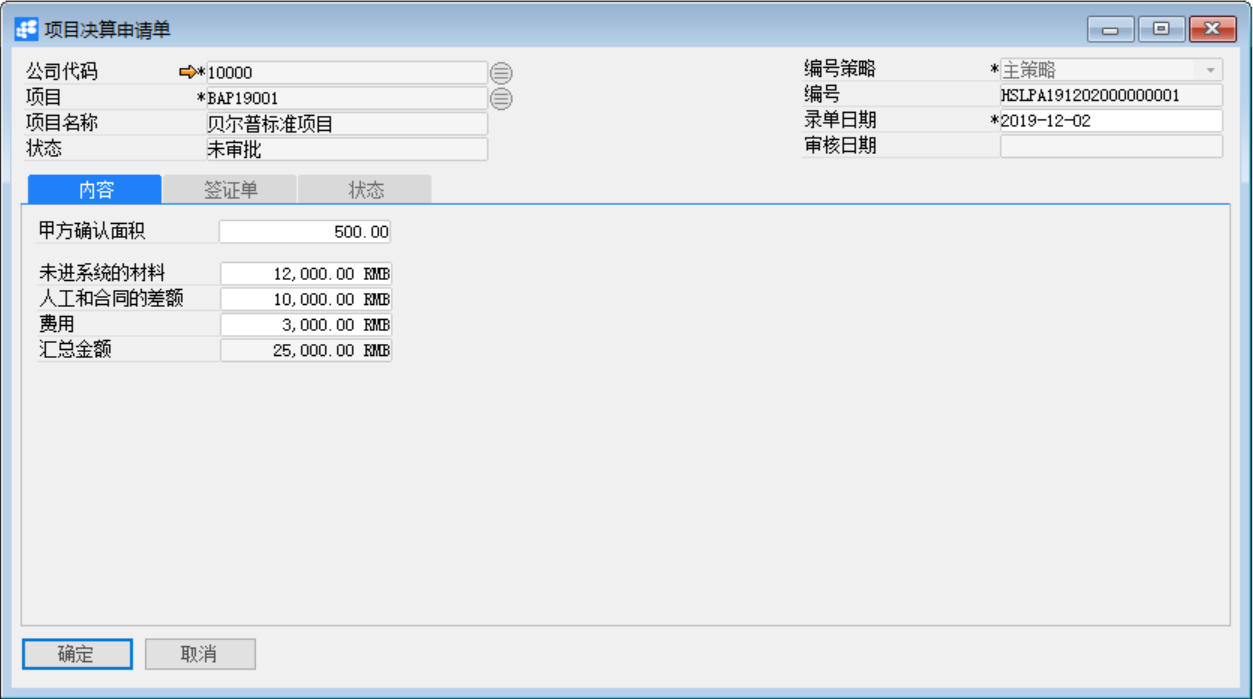 项目决算申请单
公司代码 *10000 编号策略 *主策略
项目 *BAP19001 编号 HSLPA191202000000001
项目名称 贝尔普标准项目 录单日期 *2019-12-02
状态 未审批 审核日期
内容 签证单 状态
甲方确认面积 500.00
未进系统的材料 12,000.00 RMB
人工和合同的差额 10,000.00 RMB
费用 3,000.00 RMB
汇总金额 25,000.00 RMB
确定 取消